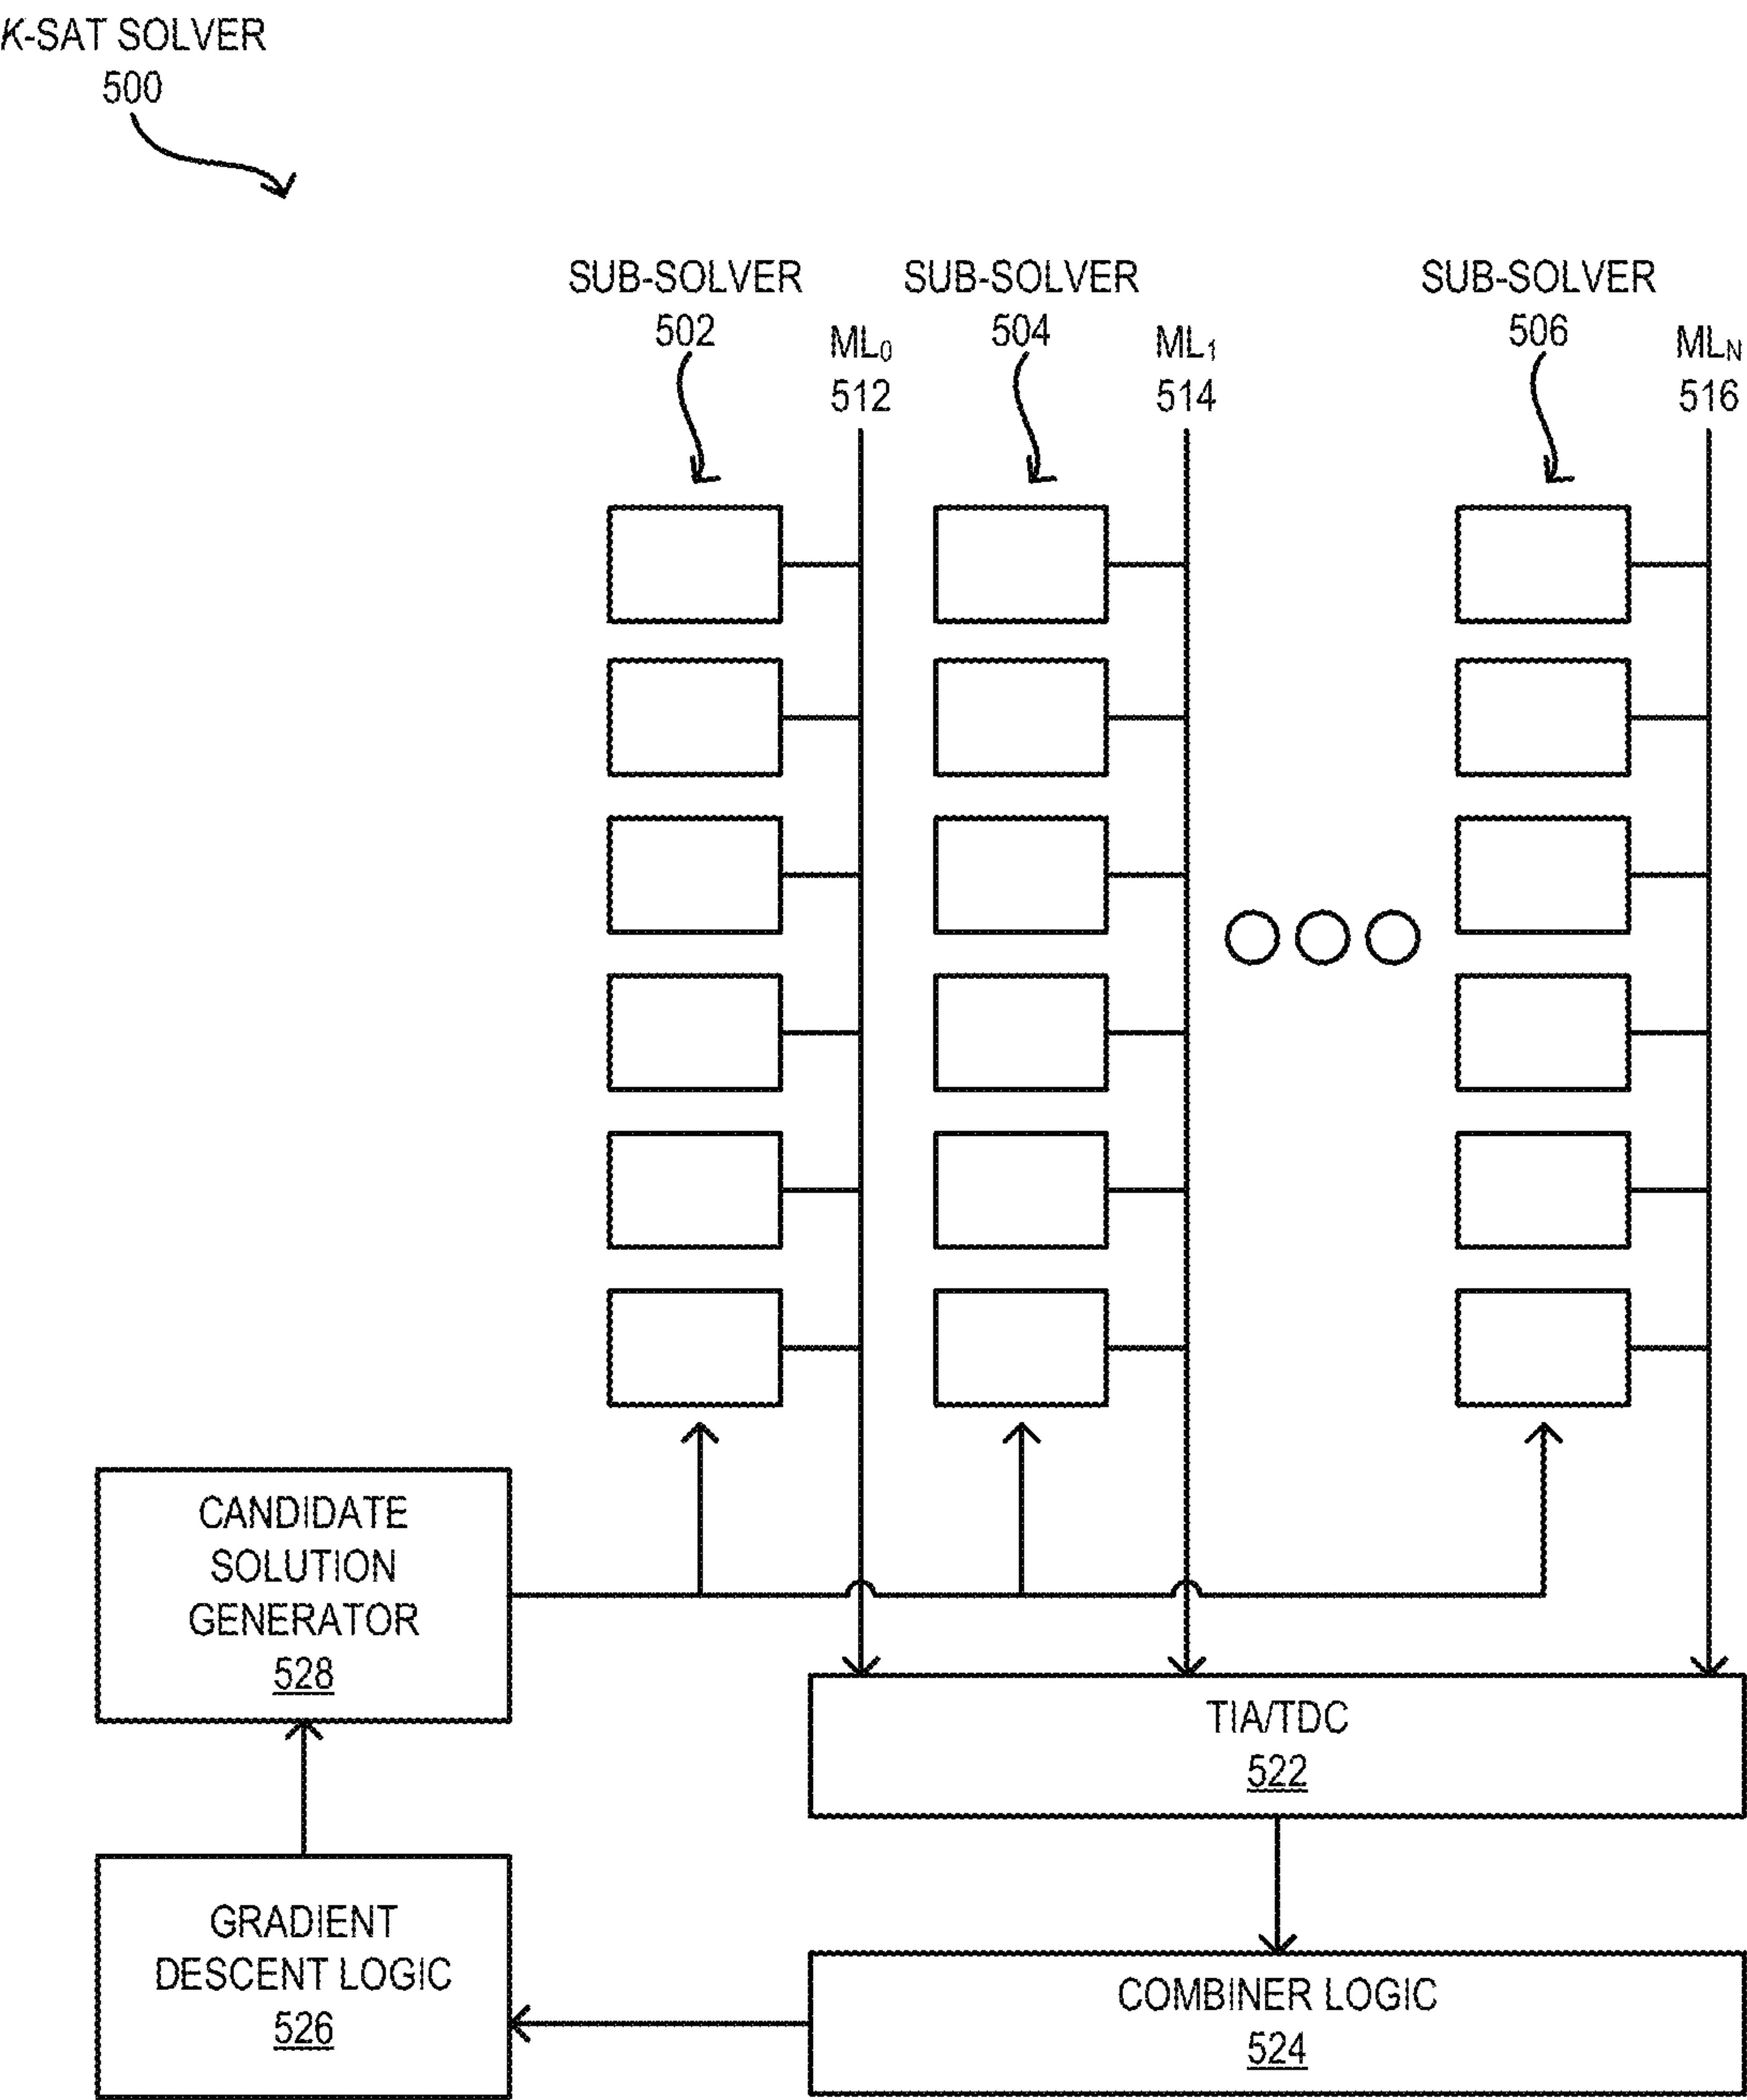 K-SAT SOLVER
500
SUB-SOLVER
502
ML₀
512
SUB-SOLVER
504
ML₁
514
SUB-SOLVER
506
MLN
516
CANDIDATE
SOLUTION
GENERATOR
528
TIA/TDC
522
GRADIENT
DESCENT LOGIC
526
COMBINER LOGIC
524